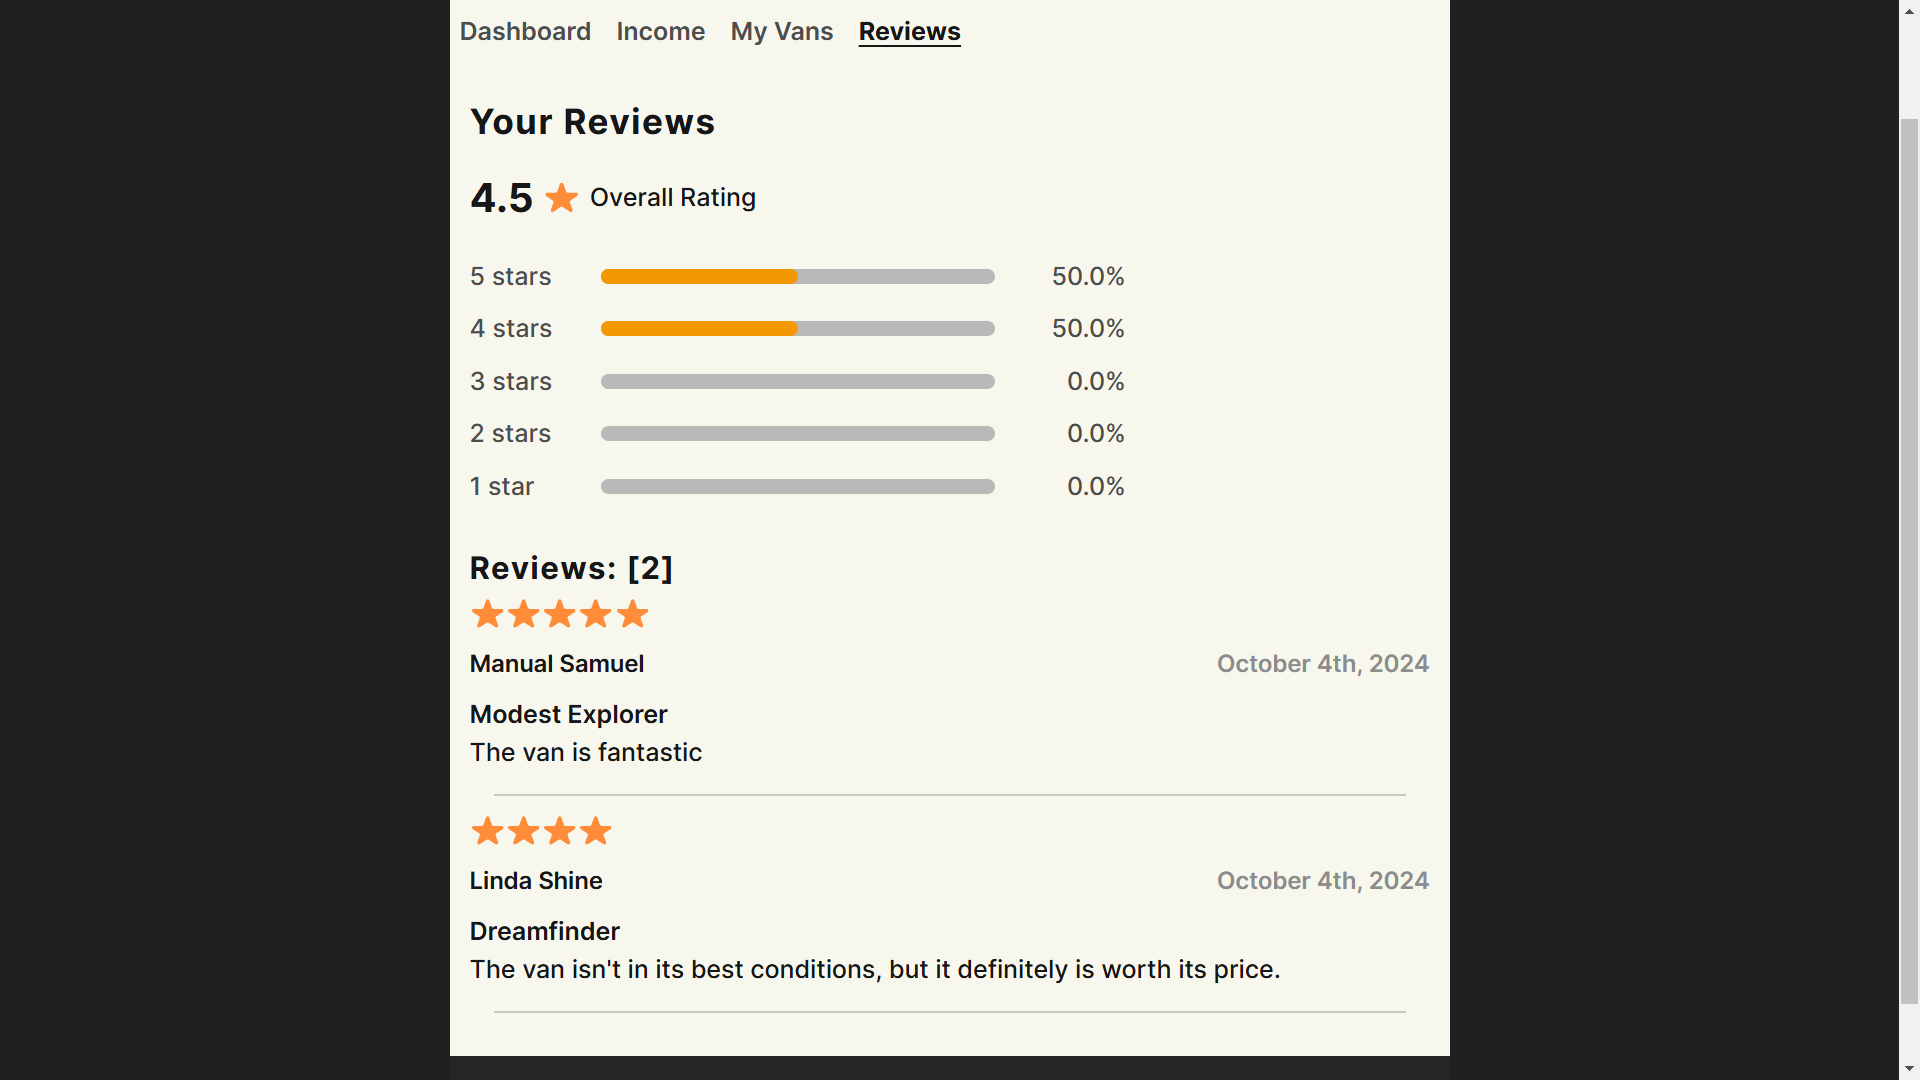 Dashboard Income My Vans Reviews
Your Reviews
4.5 Overall Rating
5 stars 50.0%
4 stars 50.0%
3 stars 0.0%
2 stars 0.0%
1 star 0.0%
Reviews: [2]
Manual Samuel October 4th, 2024
Modest Explorer
The van is fantastic
Linda Shine October 4th, 2024
Dreamfinder
The van isn't in its best conditions, but it definitely is worth its price.